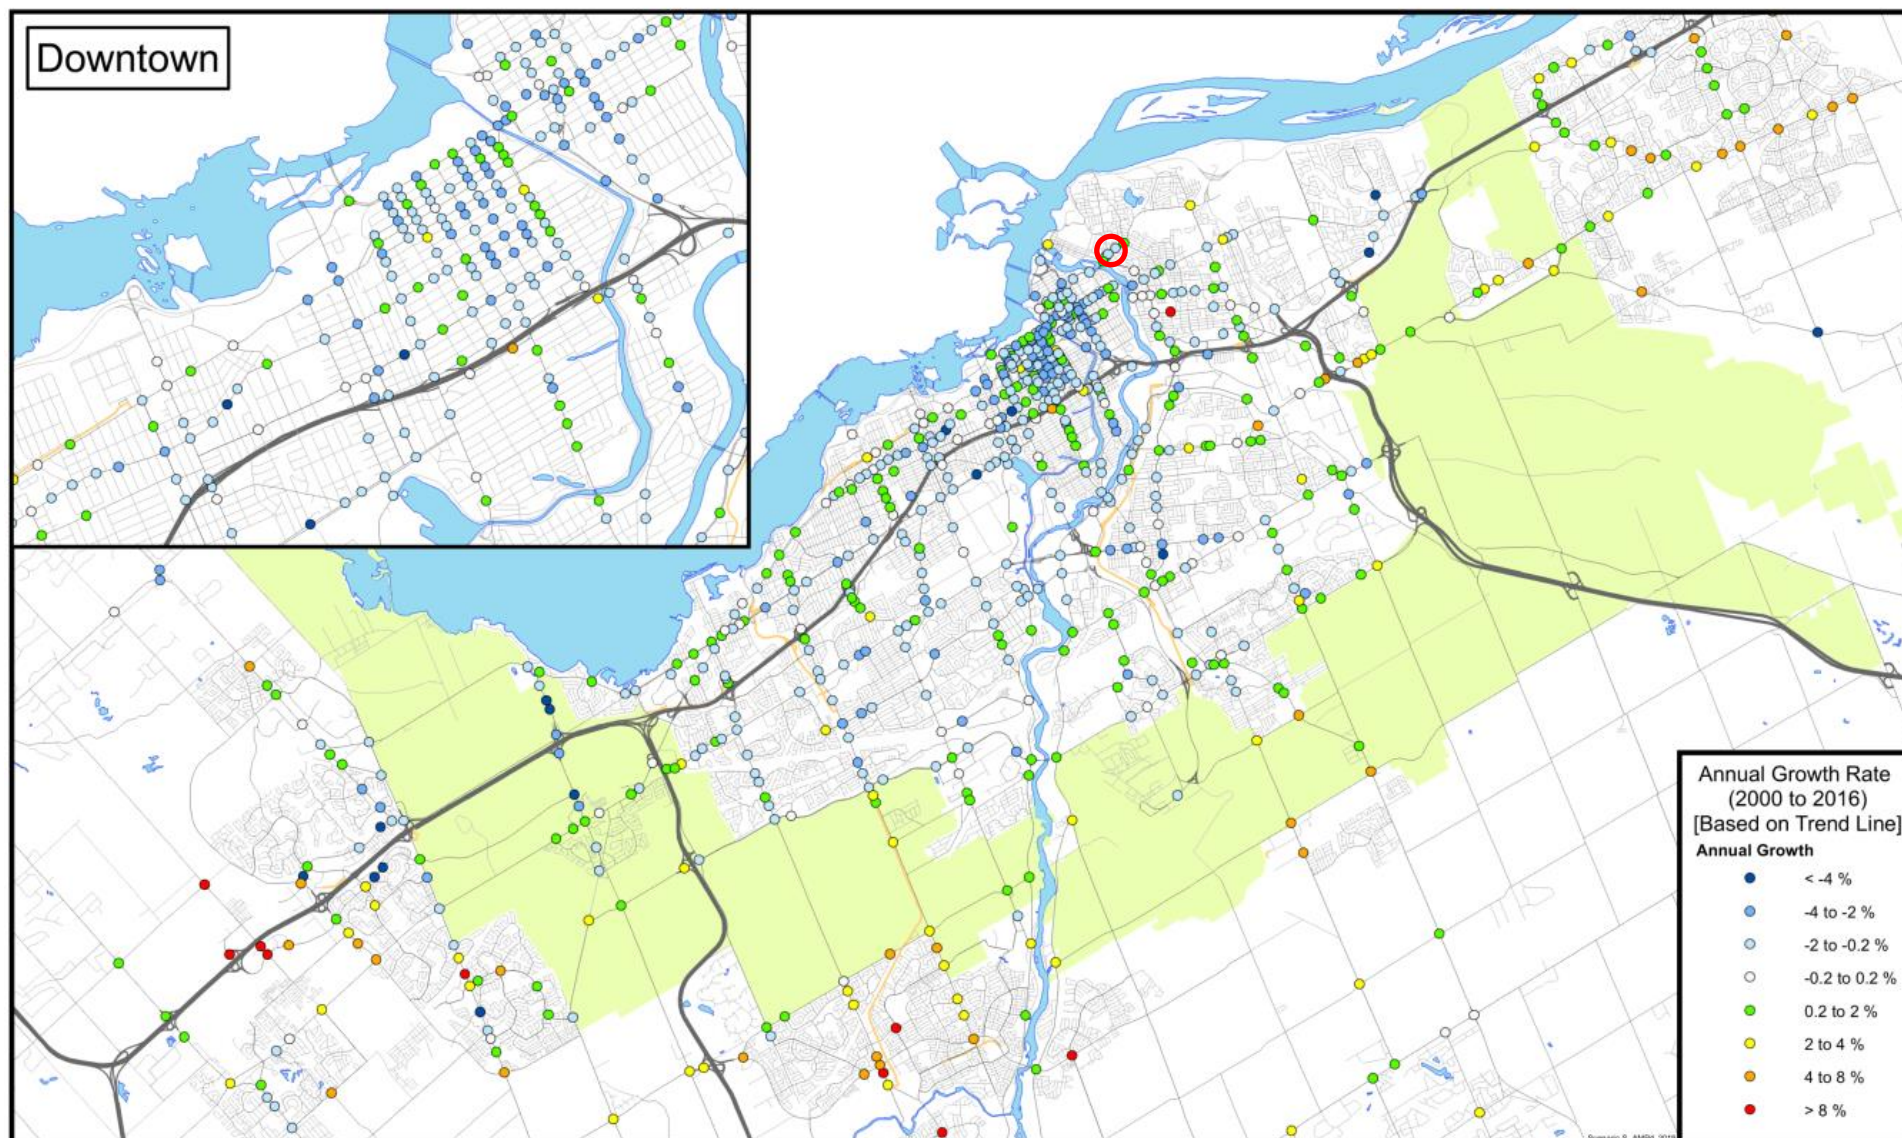 Downtown
Annual Growth Rate
(2000 to 2016)
[Based on Trend Line]
Annual Growth
< -4 %
-4 to -2 %
-2 to -0.2 %
-0.2 to 0.2 %
0.2 to 2 %
2 to 4 %
4 to 8 %
> 8 %